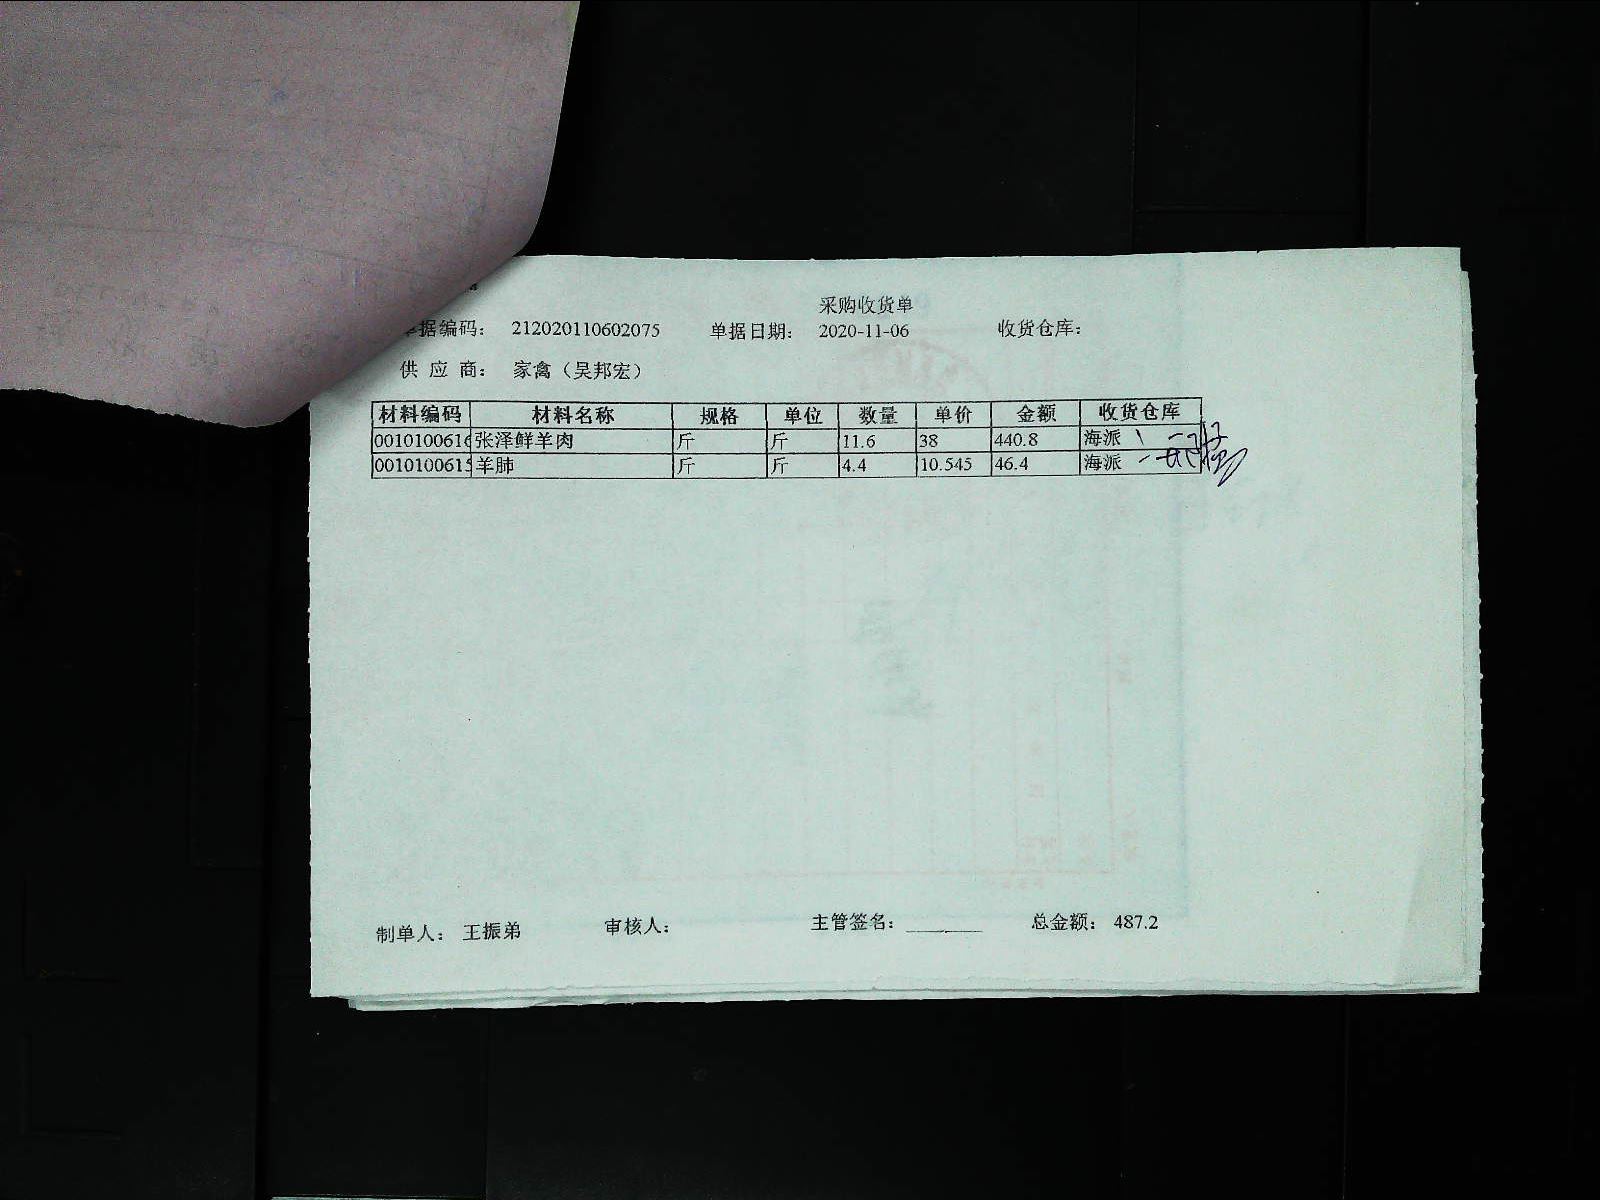 采购收货单
单据编码： 212020110602075 单据日期： 2020-11-06 收货仓库：
供 应 商： 家禽（吴邦宏）
材料编码 材料名称 规格 单位 数量 单价 金额 收货仓库
0010100616 张泽鲜羊肉 斤 斤 11.6 38 440.8 海派
0010100615 羊肺 斤 斤 4.4 10.545 46.4 海派
制单人： 王振弟 审核人： 主管签名：________ 总金额： 487.2